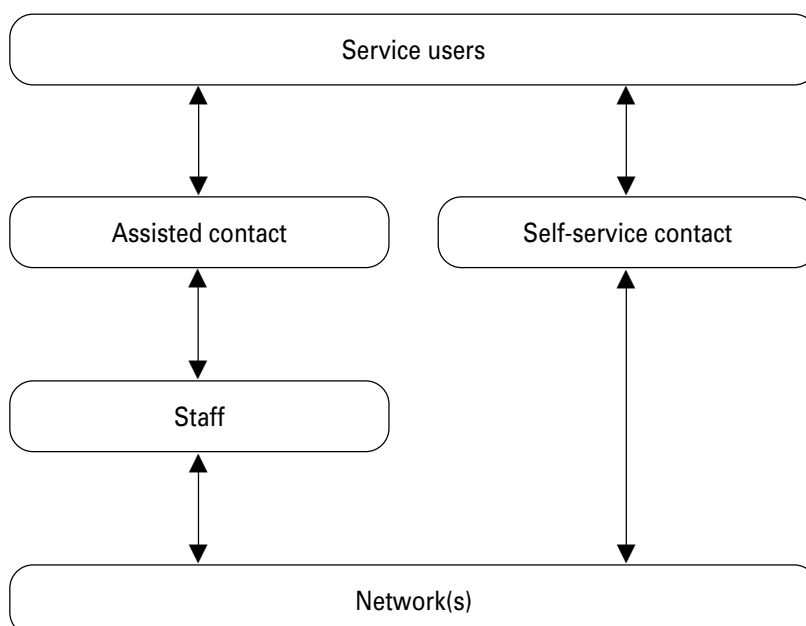 Service users
Assisted contact
Self-service contact
Staff
Network(s)